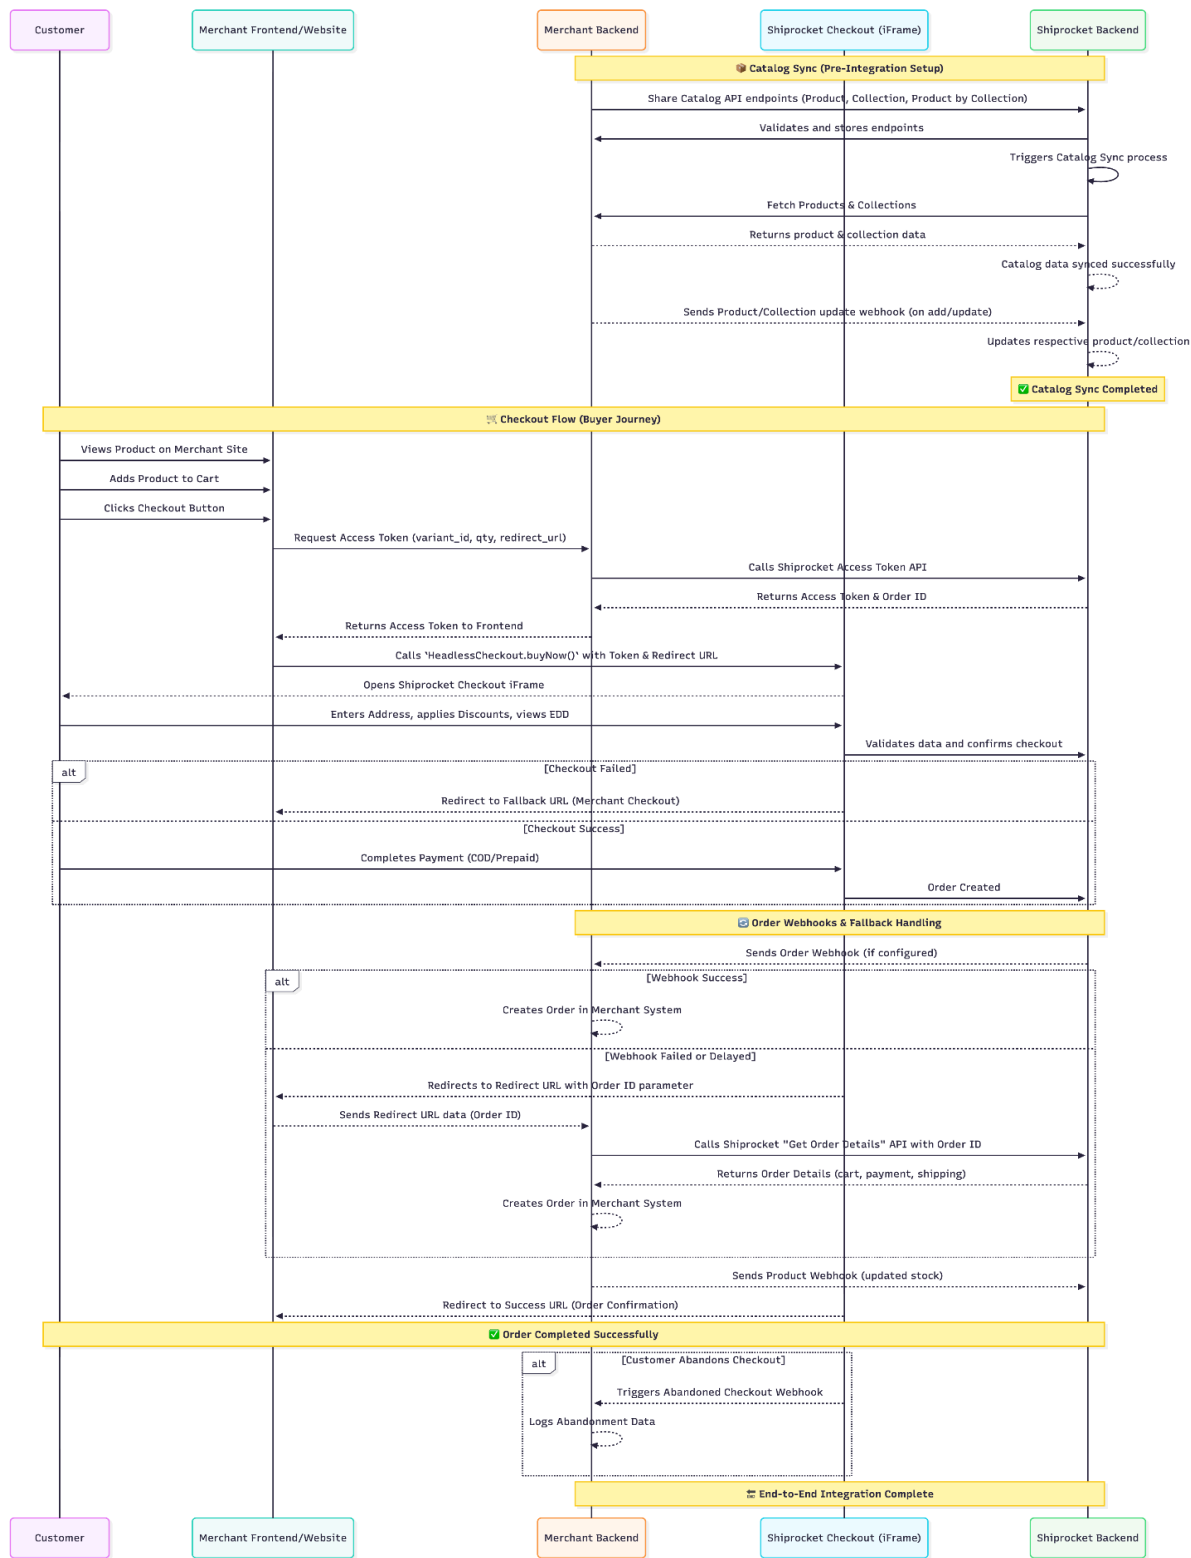 Customer
Merchant Frontend/Website
Merchant Backend
Shiprocket Checkout (iFrame)
Shiprocket Backend
📦 Catalog Sync (Pre-Integration Setup)
Share Catalog API endpoints (Product, Collection, Product by Collection)
Validates and stores endpoints
Triggers Catalog Sync process
Fetch Products & Collections
Returns product & collection data
Catalog data synced successfully
Sends Product/Collection update webhook (on add/update)
Updates respective product/collection
✅ Catalog Sync Completed
🛒 Checkout Flow (Buyer Journey)
Views Product on Merchant Site
Adds Product to Cart
Clicks Checkout Button
Request Access Token (variant_id, qty, redirect_url)
Calls Shiprocket Access Token API
Returns Access Token & Order ID
Returns Access Token to Frontend
Calls `HeadlessCheckout.buyNow()` with Token & Redirect URL
Opens Shiprocket Checkout iFrame
Enters Address, applies Discounts, views EDD
Validates data and confirms checkout
alt
[Checkout Failed]
Redirect to Fallback URL (Merchant Checkout)
[Checkout Success]
Completes Payment (COD/Prepaid)
Order Created
🔄 Order Webhooks & Fallback Handling
Sends Order Webhook (if configured)
alt
[Webhook Success]
Creates Order in Merchant System
[Webhook Failed or Delayed]
Redirects to Redirect URL with Order ID parameter
Sends Redirect URL data (Order ID)
Calls Shiprocket "Get Order Details" API with Order ID
Returns Order Details (cart, payment, shipping)
Creates Order in Merchant System
Sends Product Webhook (updated stock)
Redirect to Success URL (Order Confirmation)
✅ Order Completed Successfully
alt
[Customer Abandons Checkout]
Triggers Abandoned Checkout Webhook
Logs Abandonment Data
🔚 End-to-End Integration Complete
Customer
Merchant Frontend/Website
Merchant Backend
Shiprocket Checkout (iFrame)
Shiprocket Backend